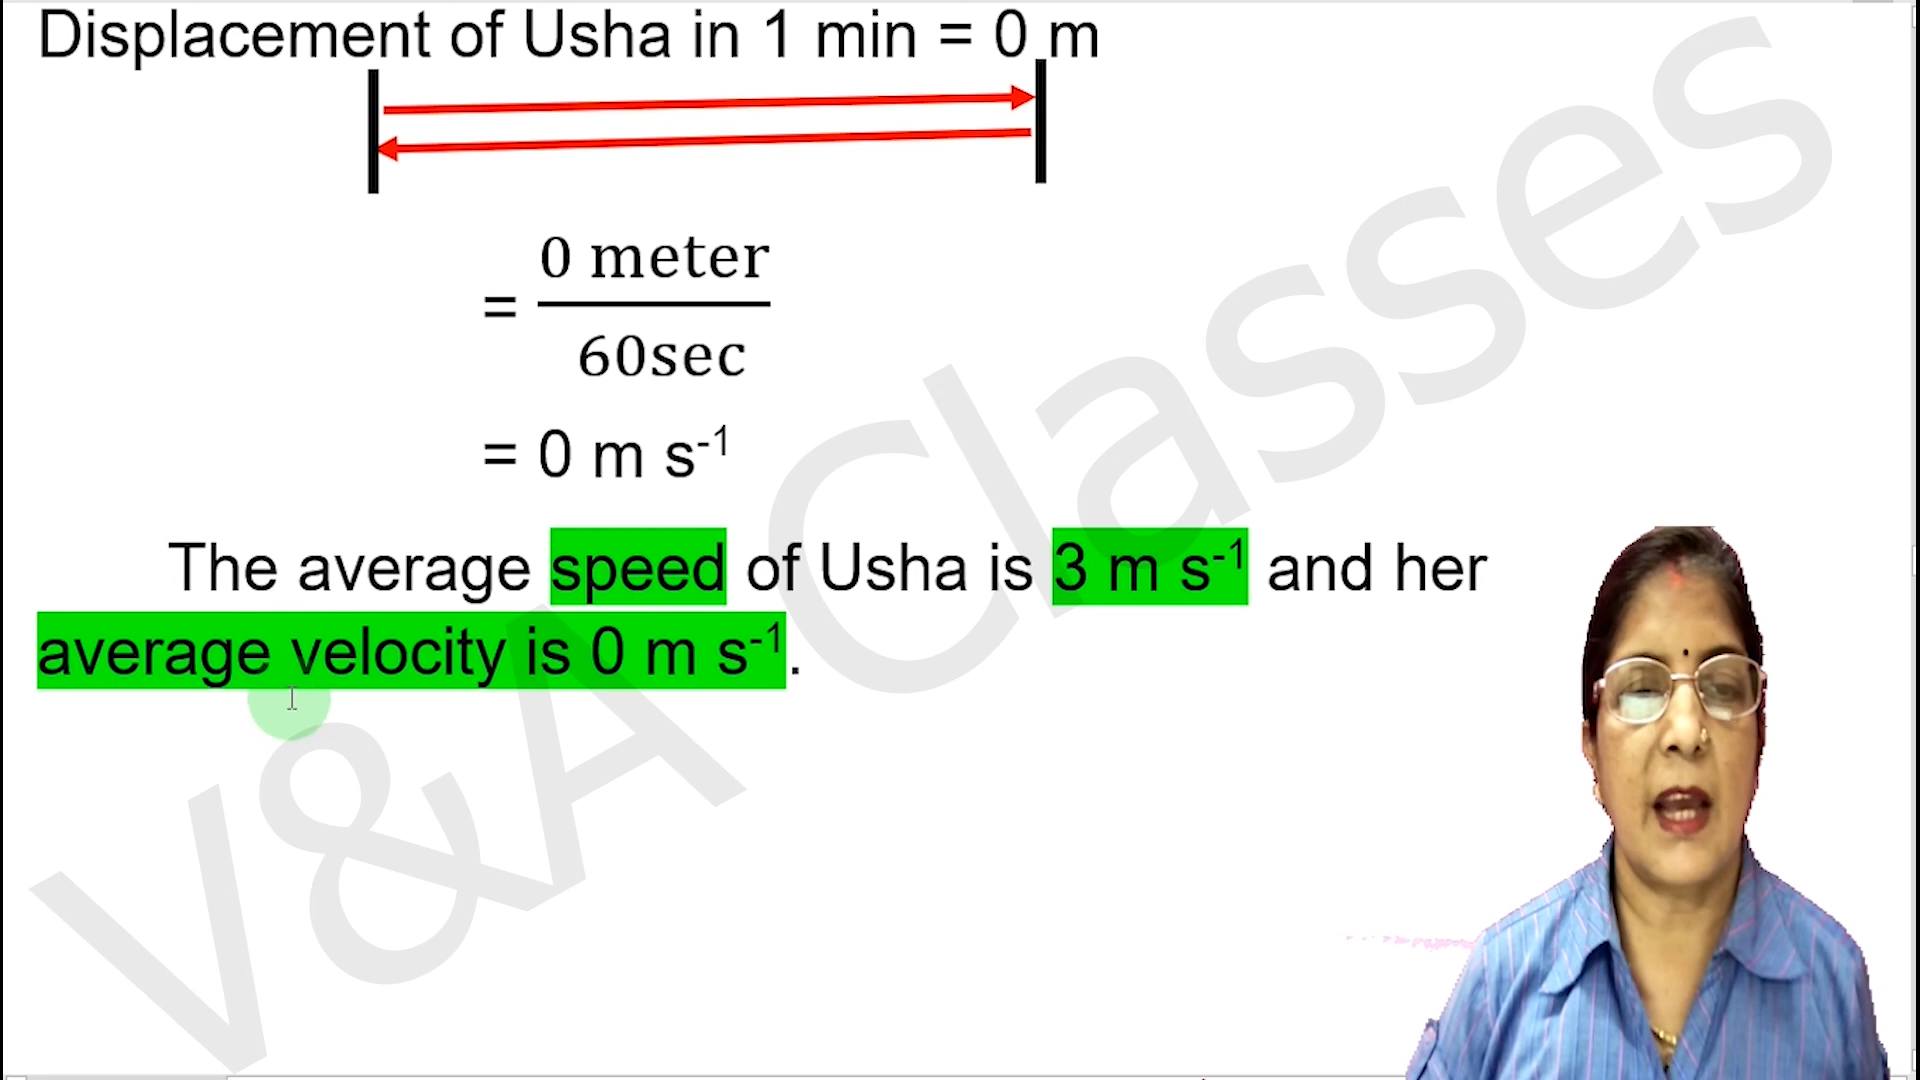 Displacement of Usha in 1 min = 0 m
= 0 meter / 60sec
= 0 m s⁻¹
The average speed of Usha is 3 m s⁻¹ and her
average velocity is 0 m s⁻¹.
V&A Classes